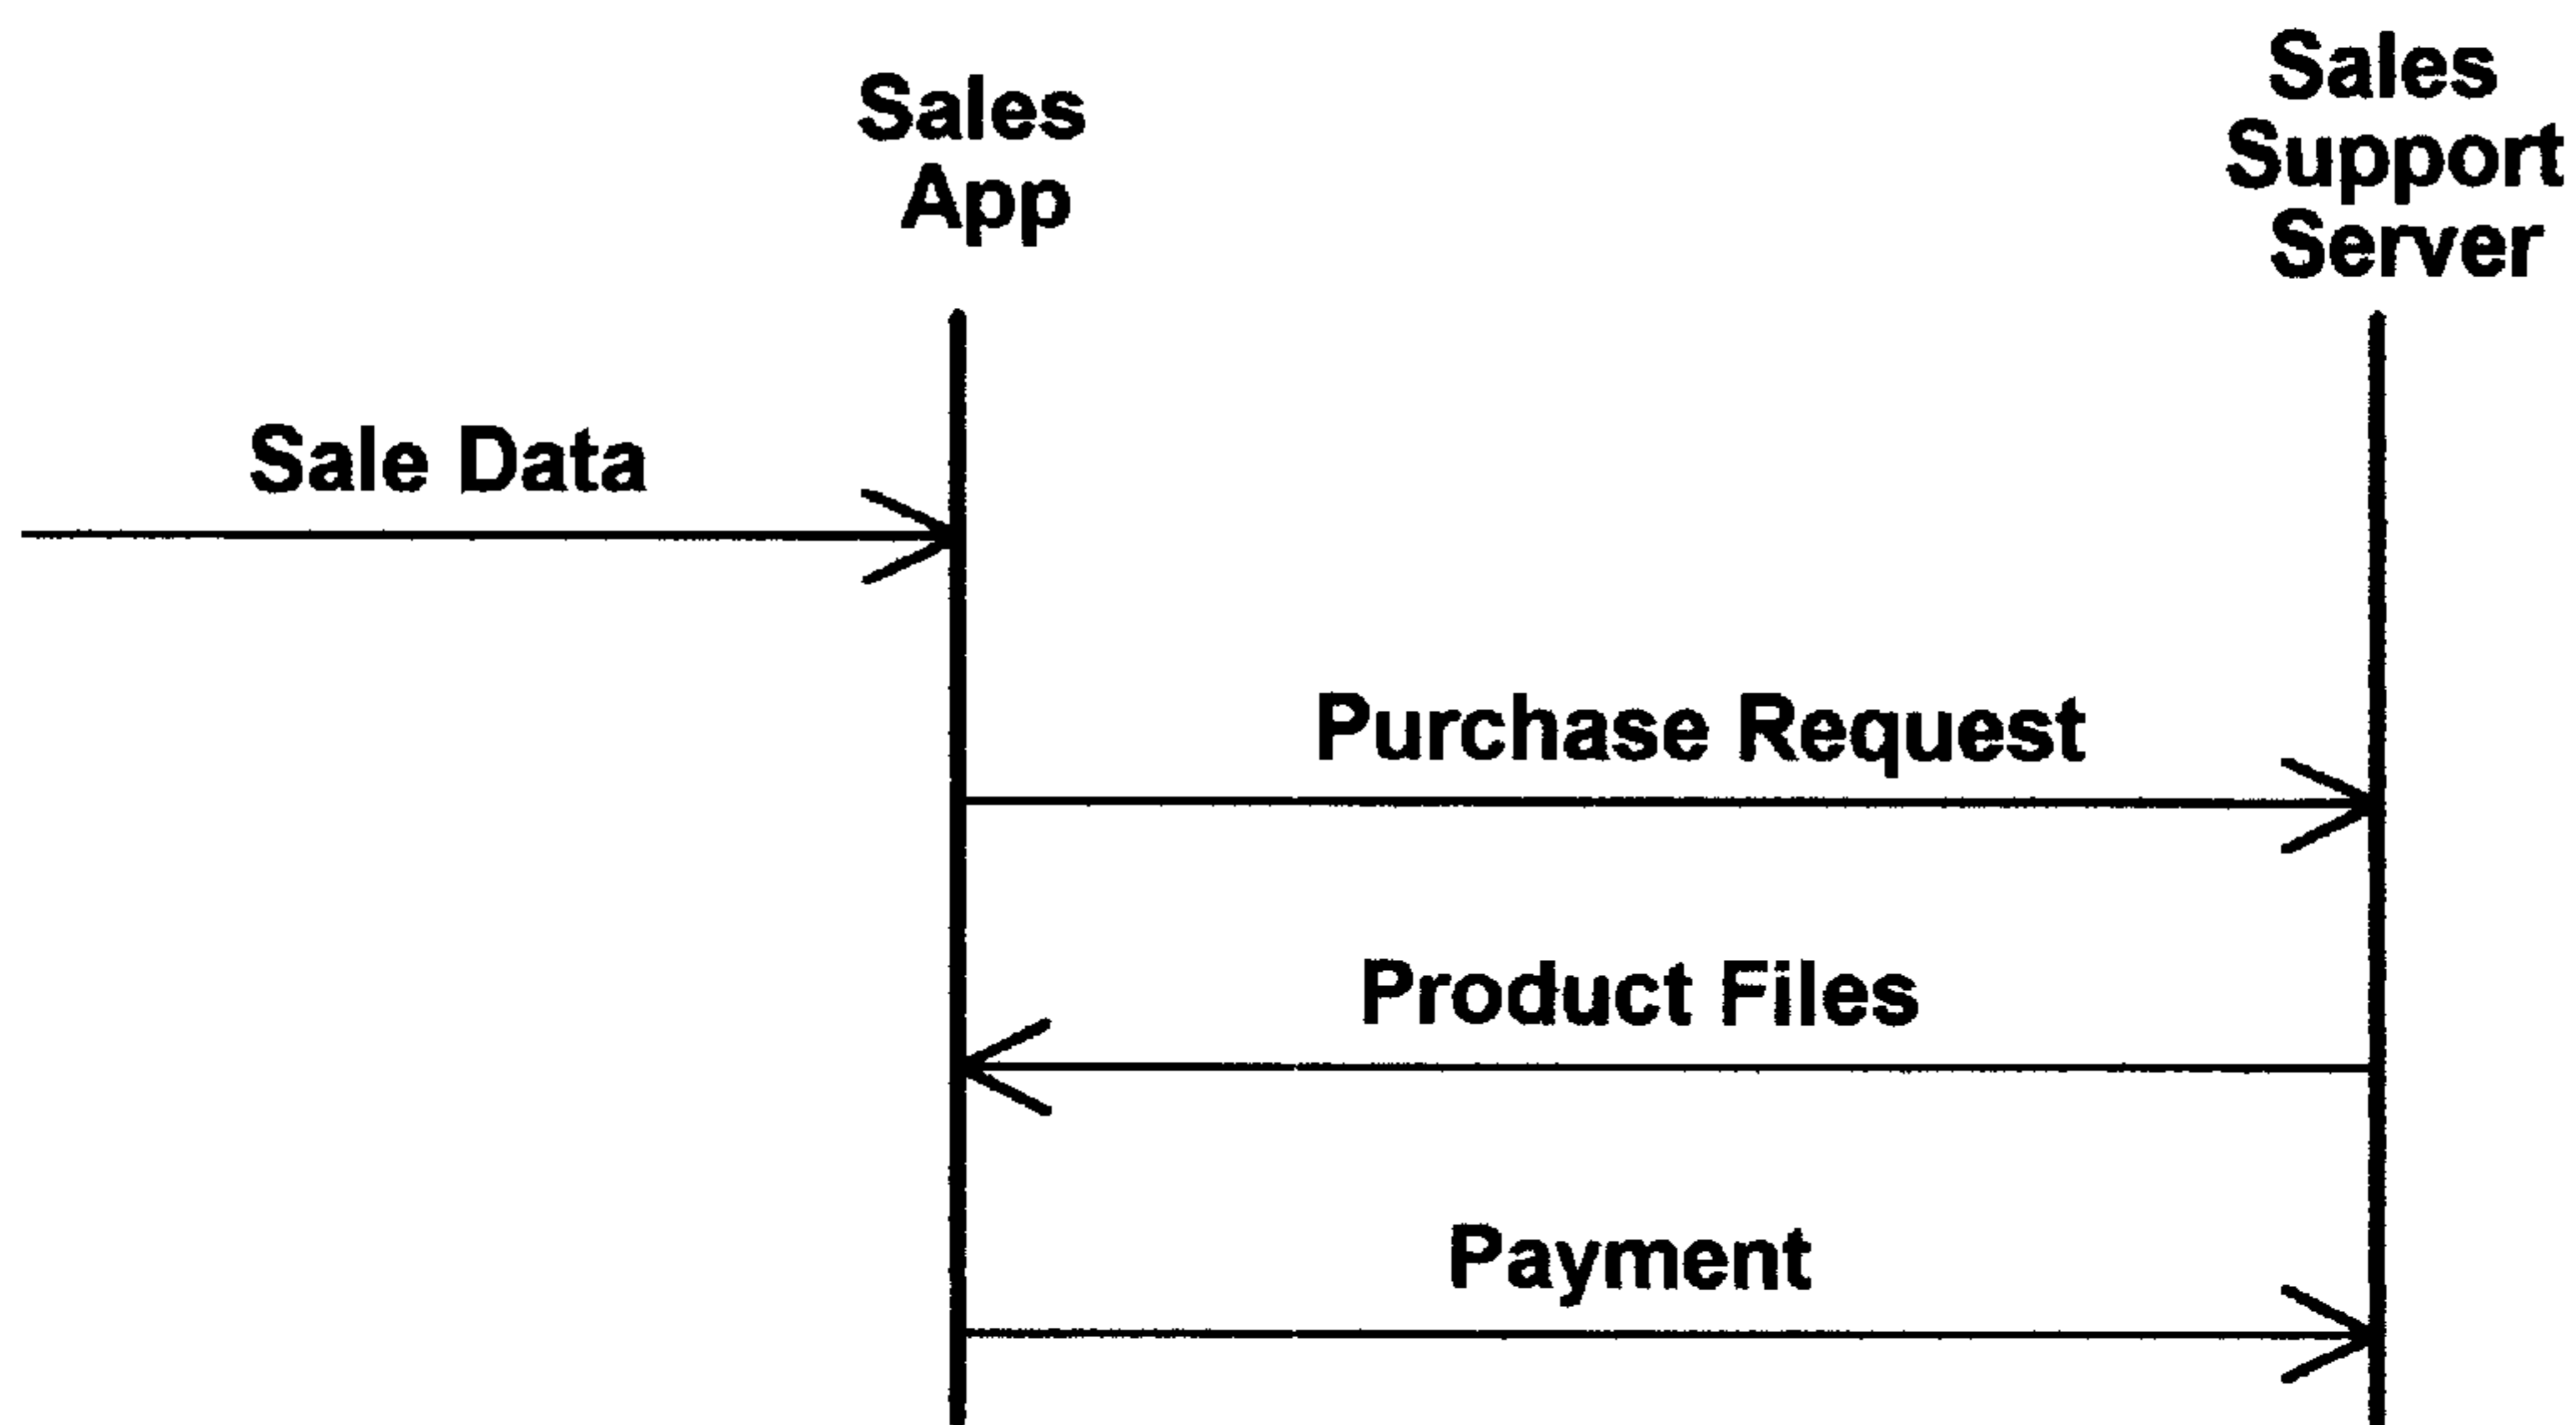 Sales
App
Sales
Support
Server
Sale Data
Purchase Request
Product Files
Payment